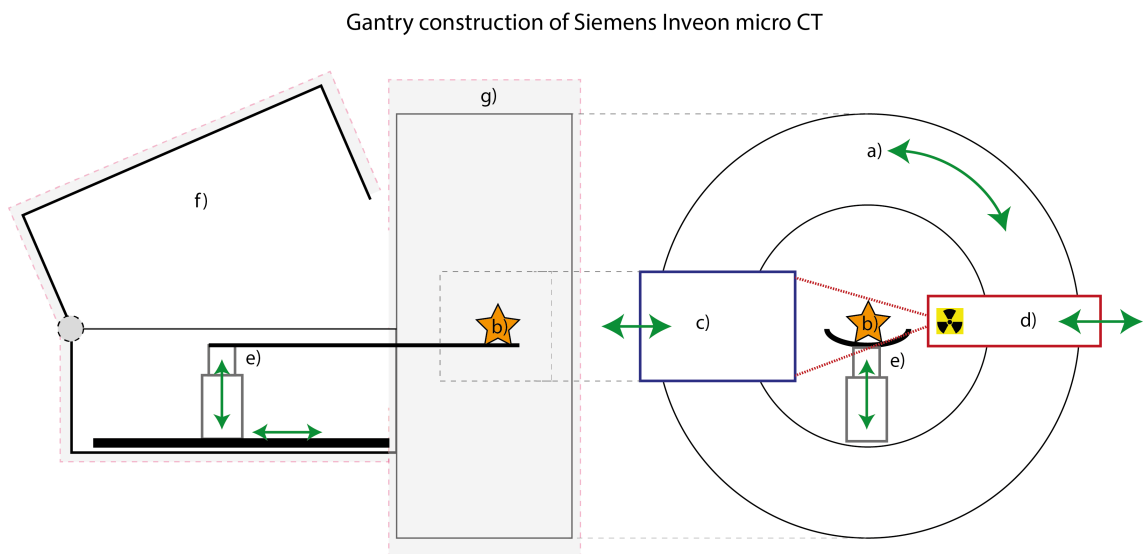 Gantry construction of Siemens Inveon micro CT
g)
a)
f)
b)
c)
b)
d)
e)
e)